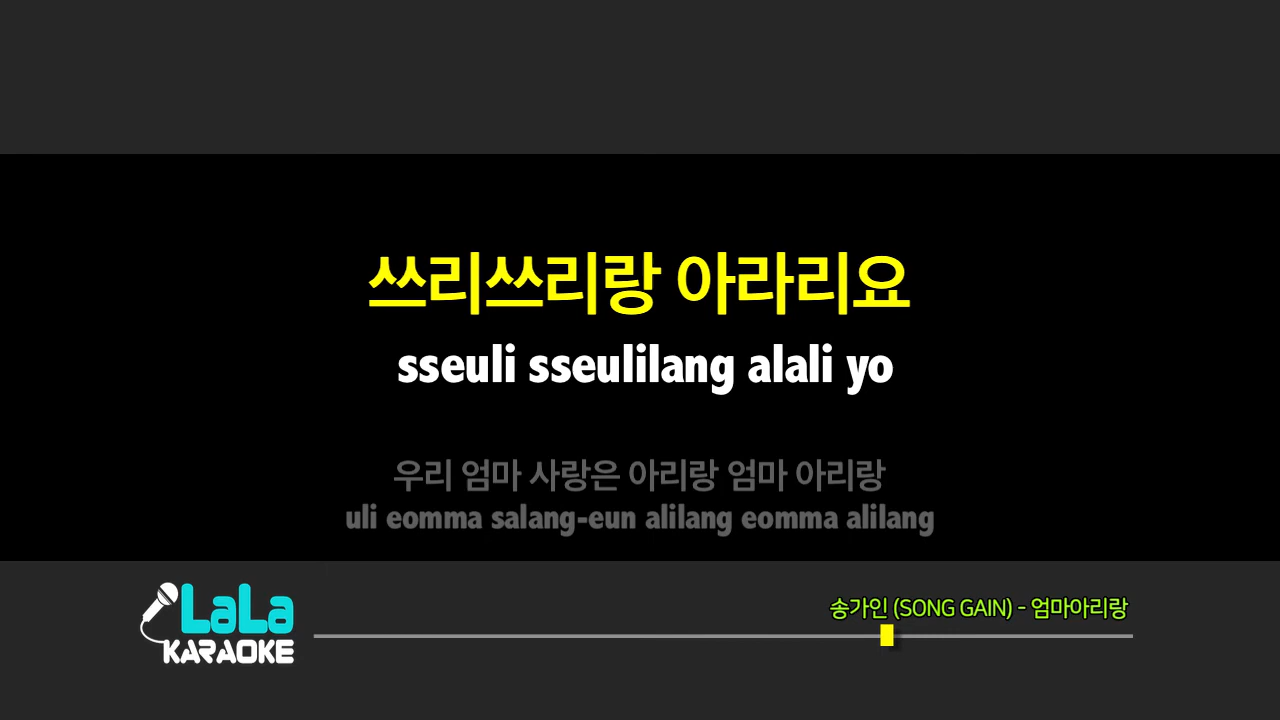 쓰리쓰리랑 아라리요
sseuli sseulilang alali yo
우리 엄마 사랑은 아리랑 엄마 아리랑
uli eomma salang-eun alilang eomma alilang
송가인 (SONG GAIN) - 엄마아리랑
LaLa
KARAOKE